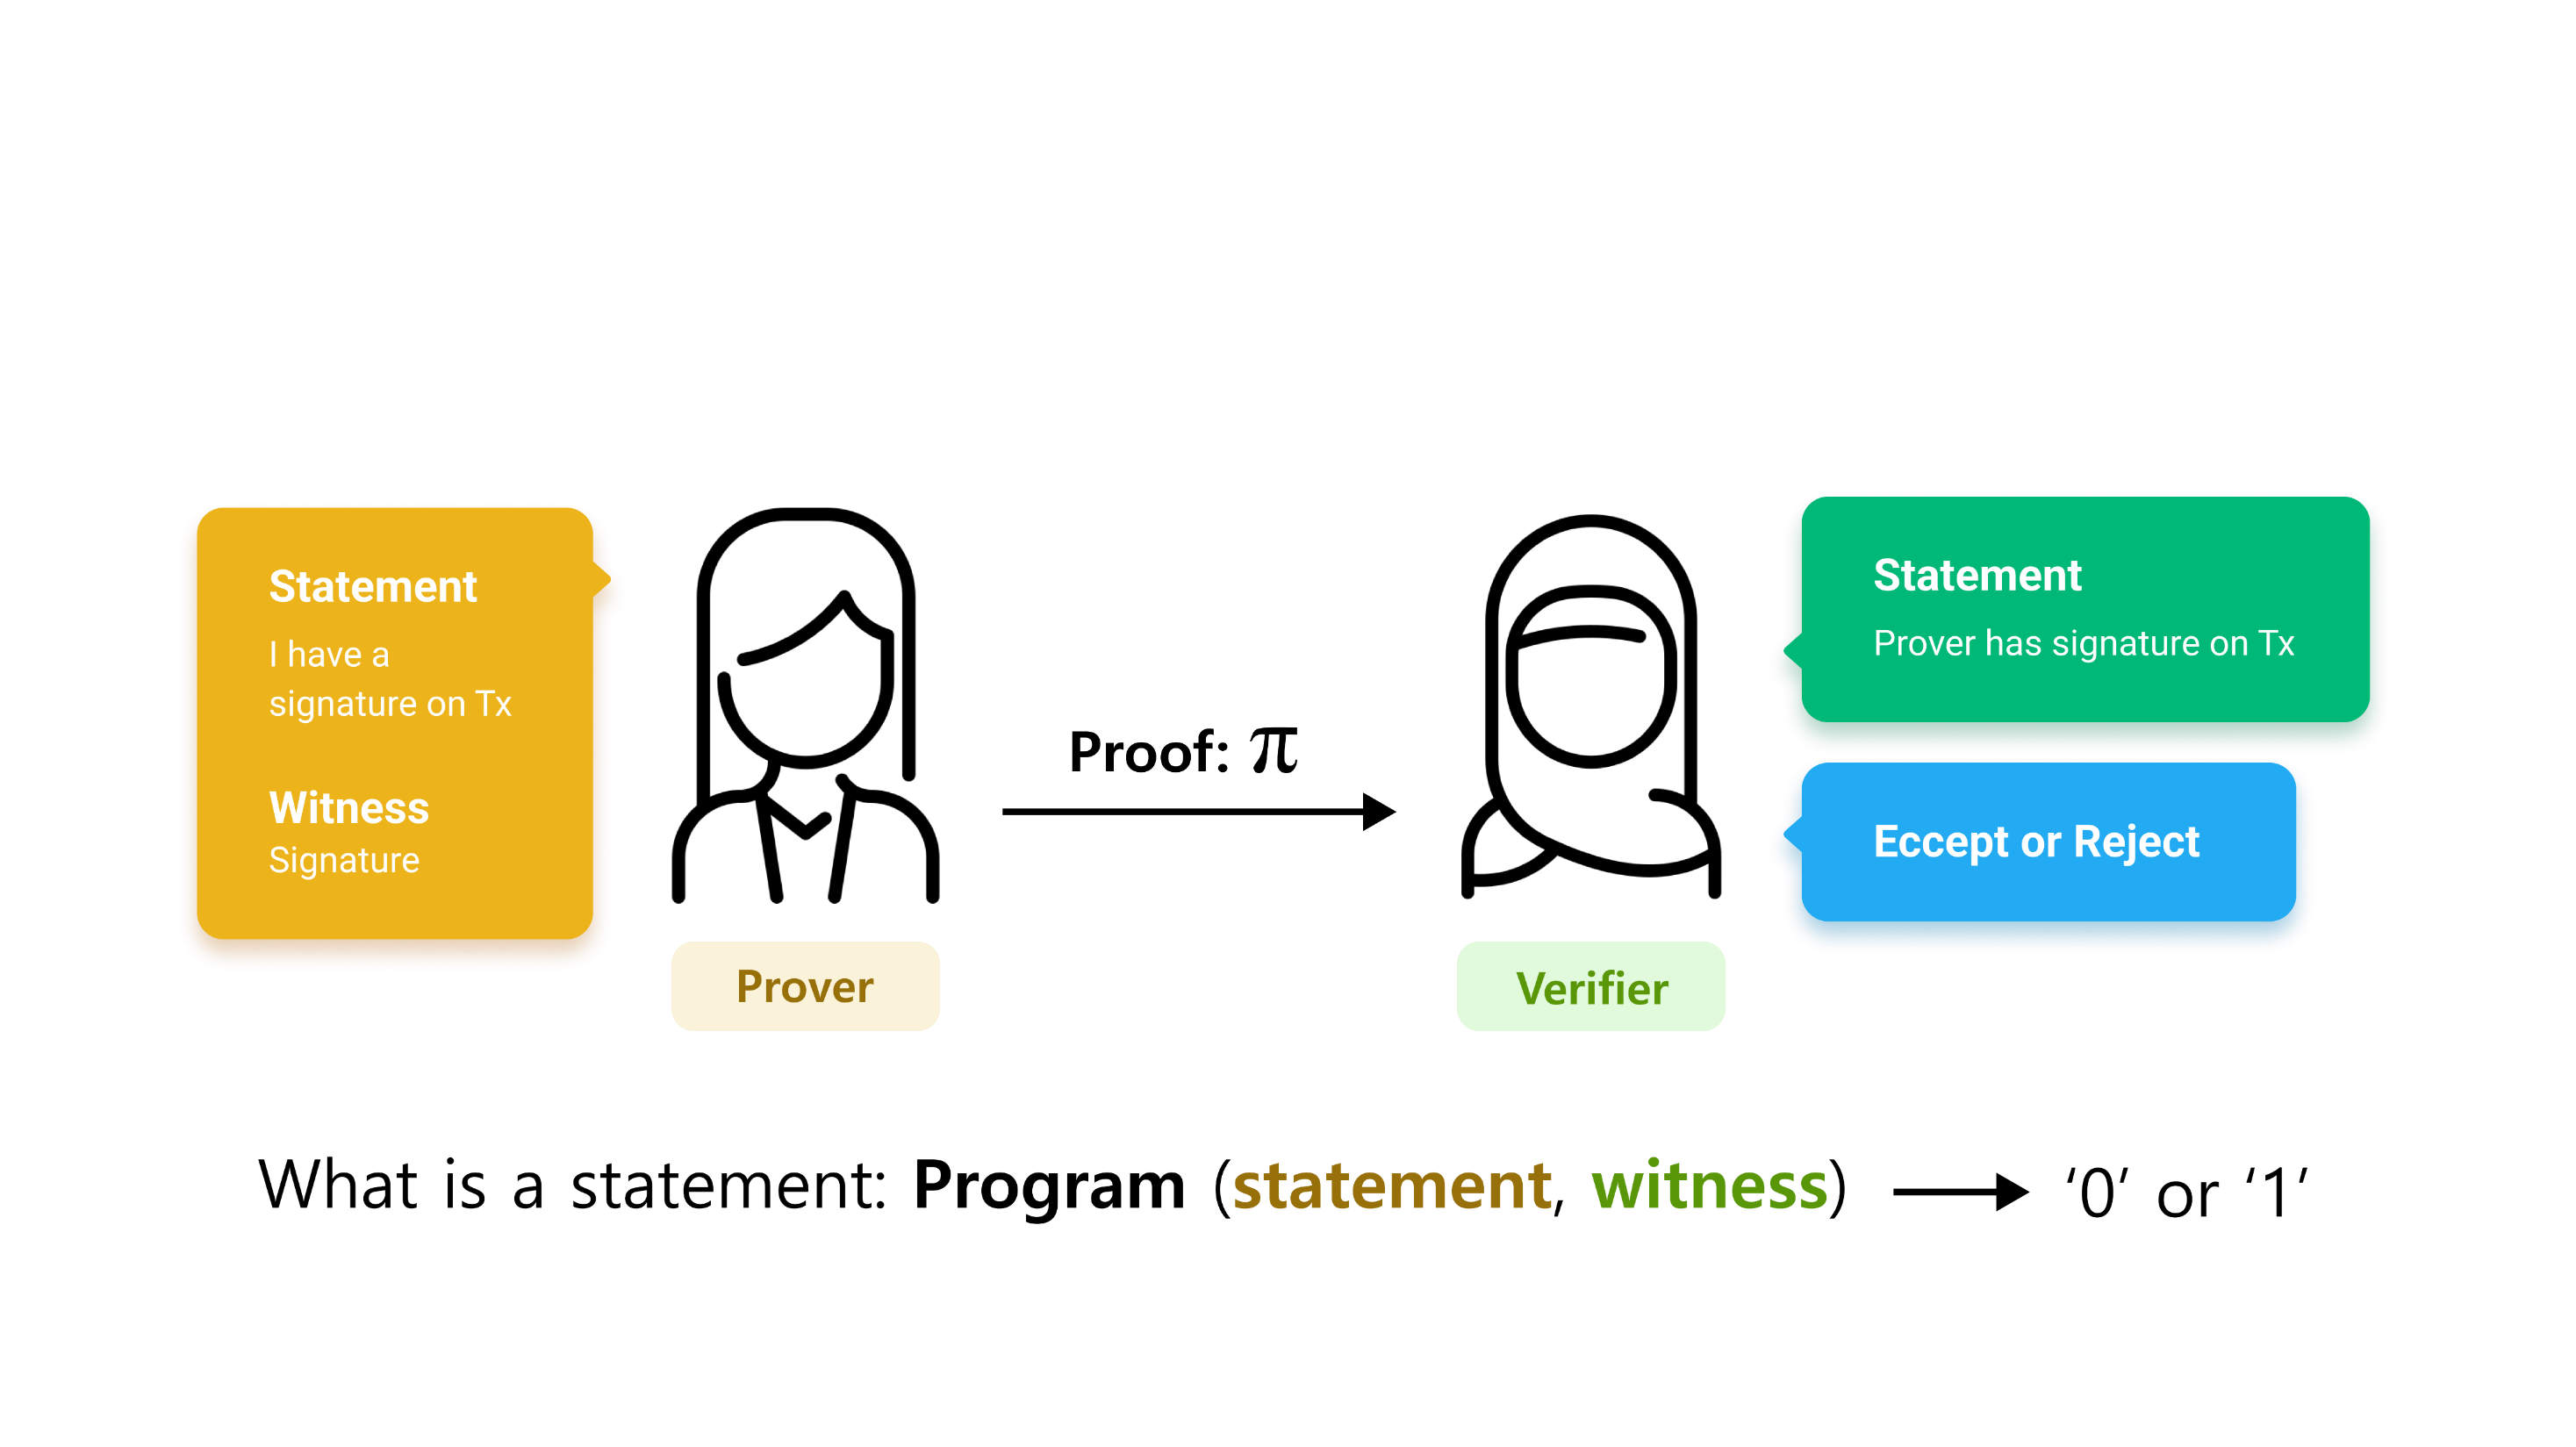 Statement
I have a
signature on Tx
Witness
Signature
Proof: π
Statement
Prover has signature on Tx
Eccept or Reject
Prover
Verifier
What is a statement: Program (statement, witness) ‘0’ or ‘1’